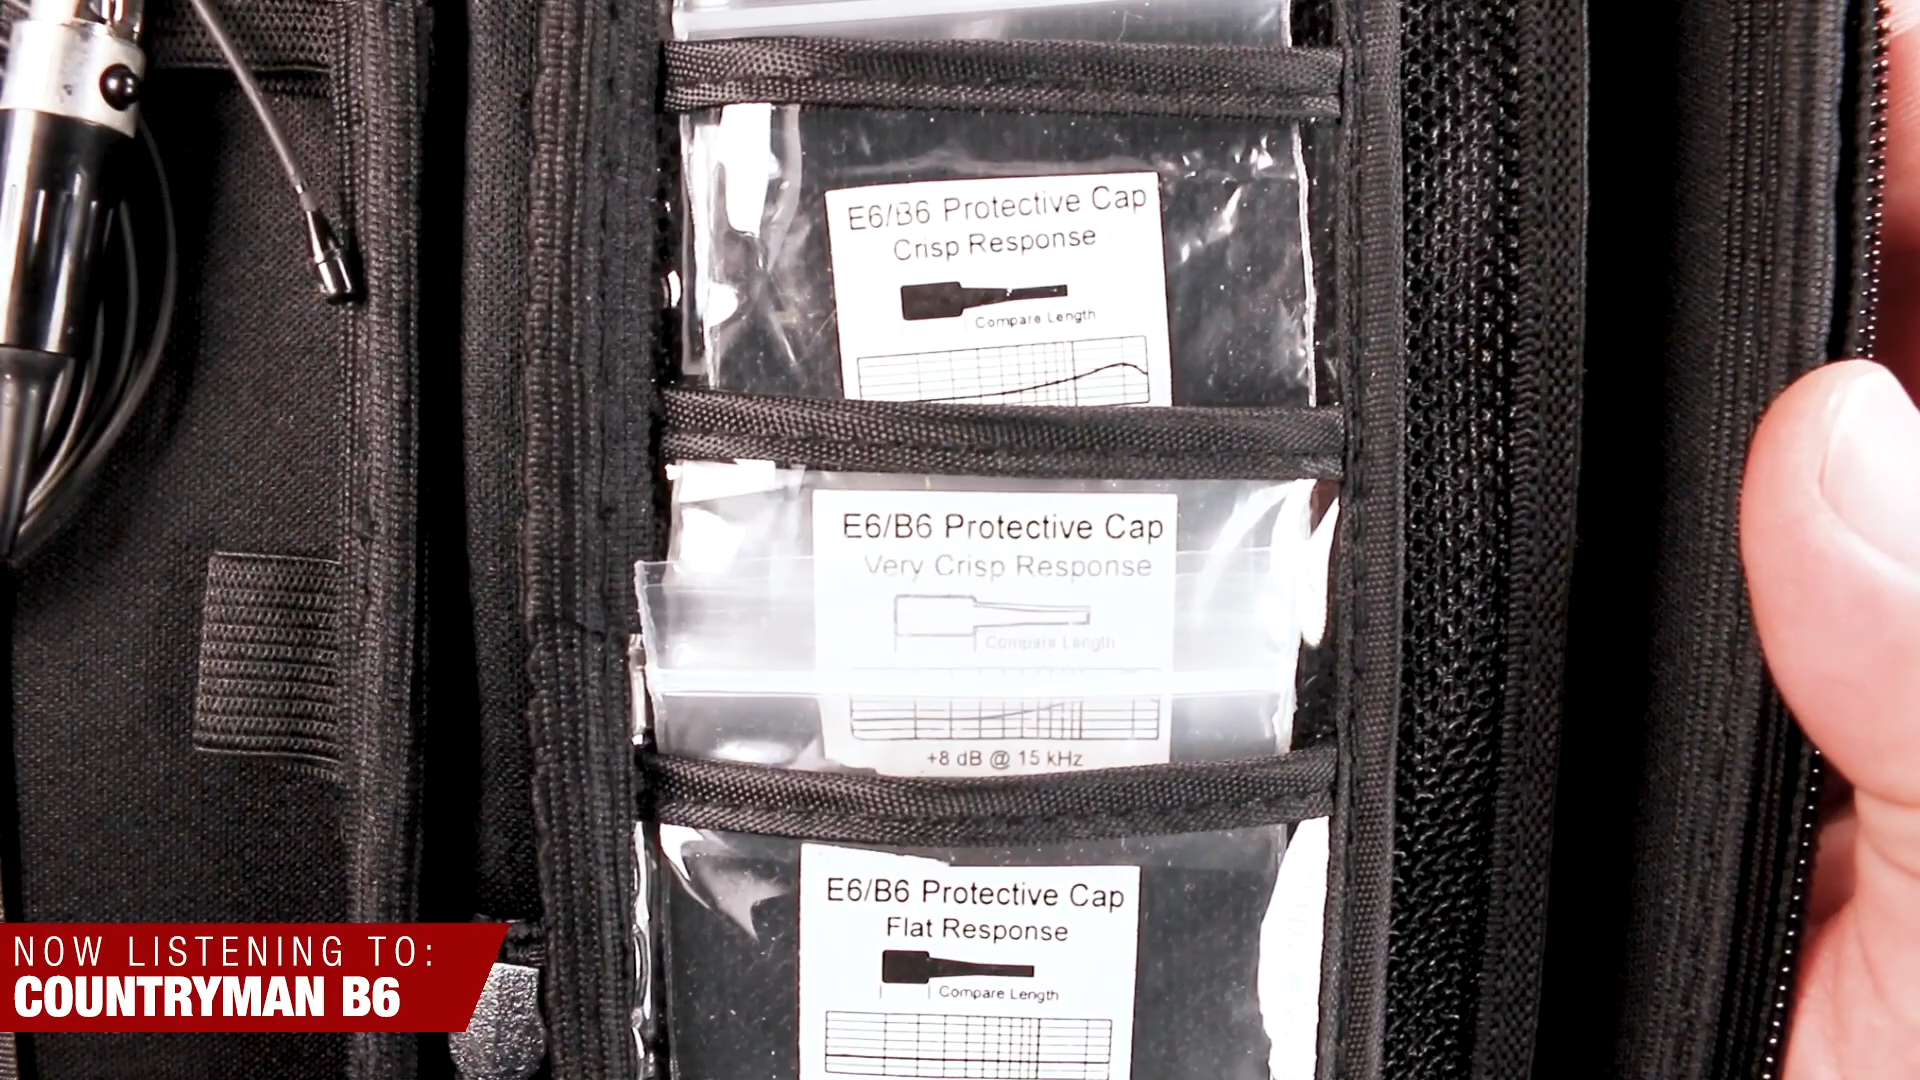 E6/B6 Protective Cap
Crisp Response
Compare Length
E6/B6 Protective Cap
Very Crisp Response
Compare Length
+8 dB @ 15 kHz
E6/B6 Protective Cap
Flat Response
Compare Length
NOW LISTENING TO:
COUNTRYMAN B6